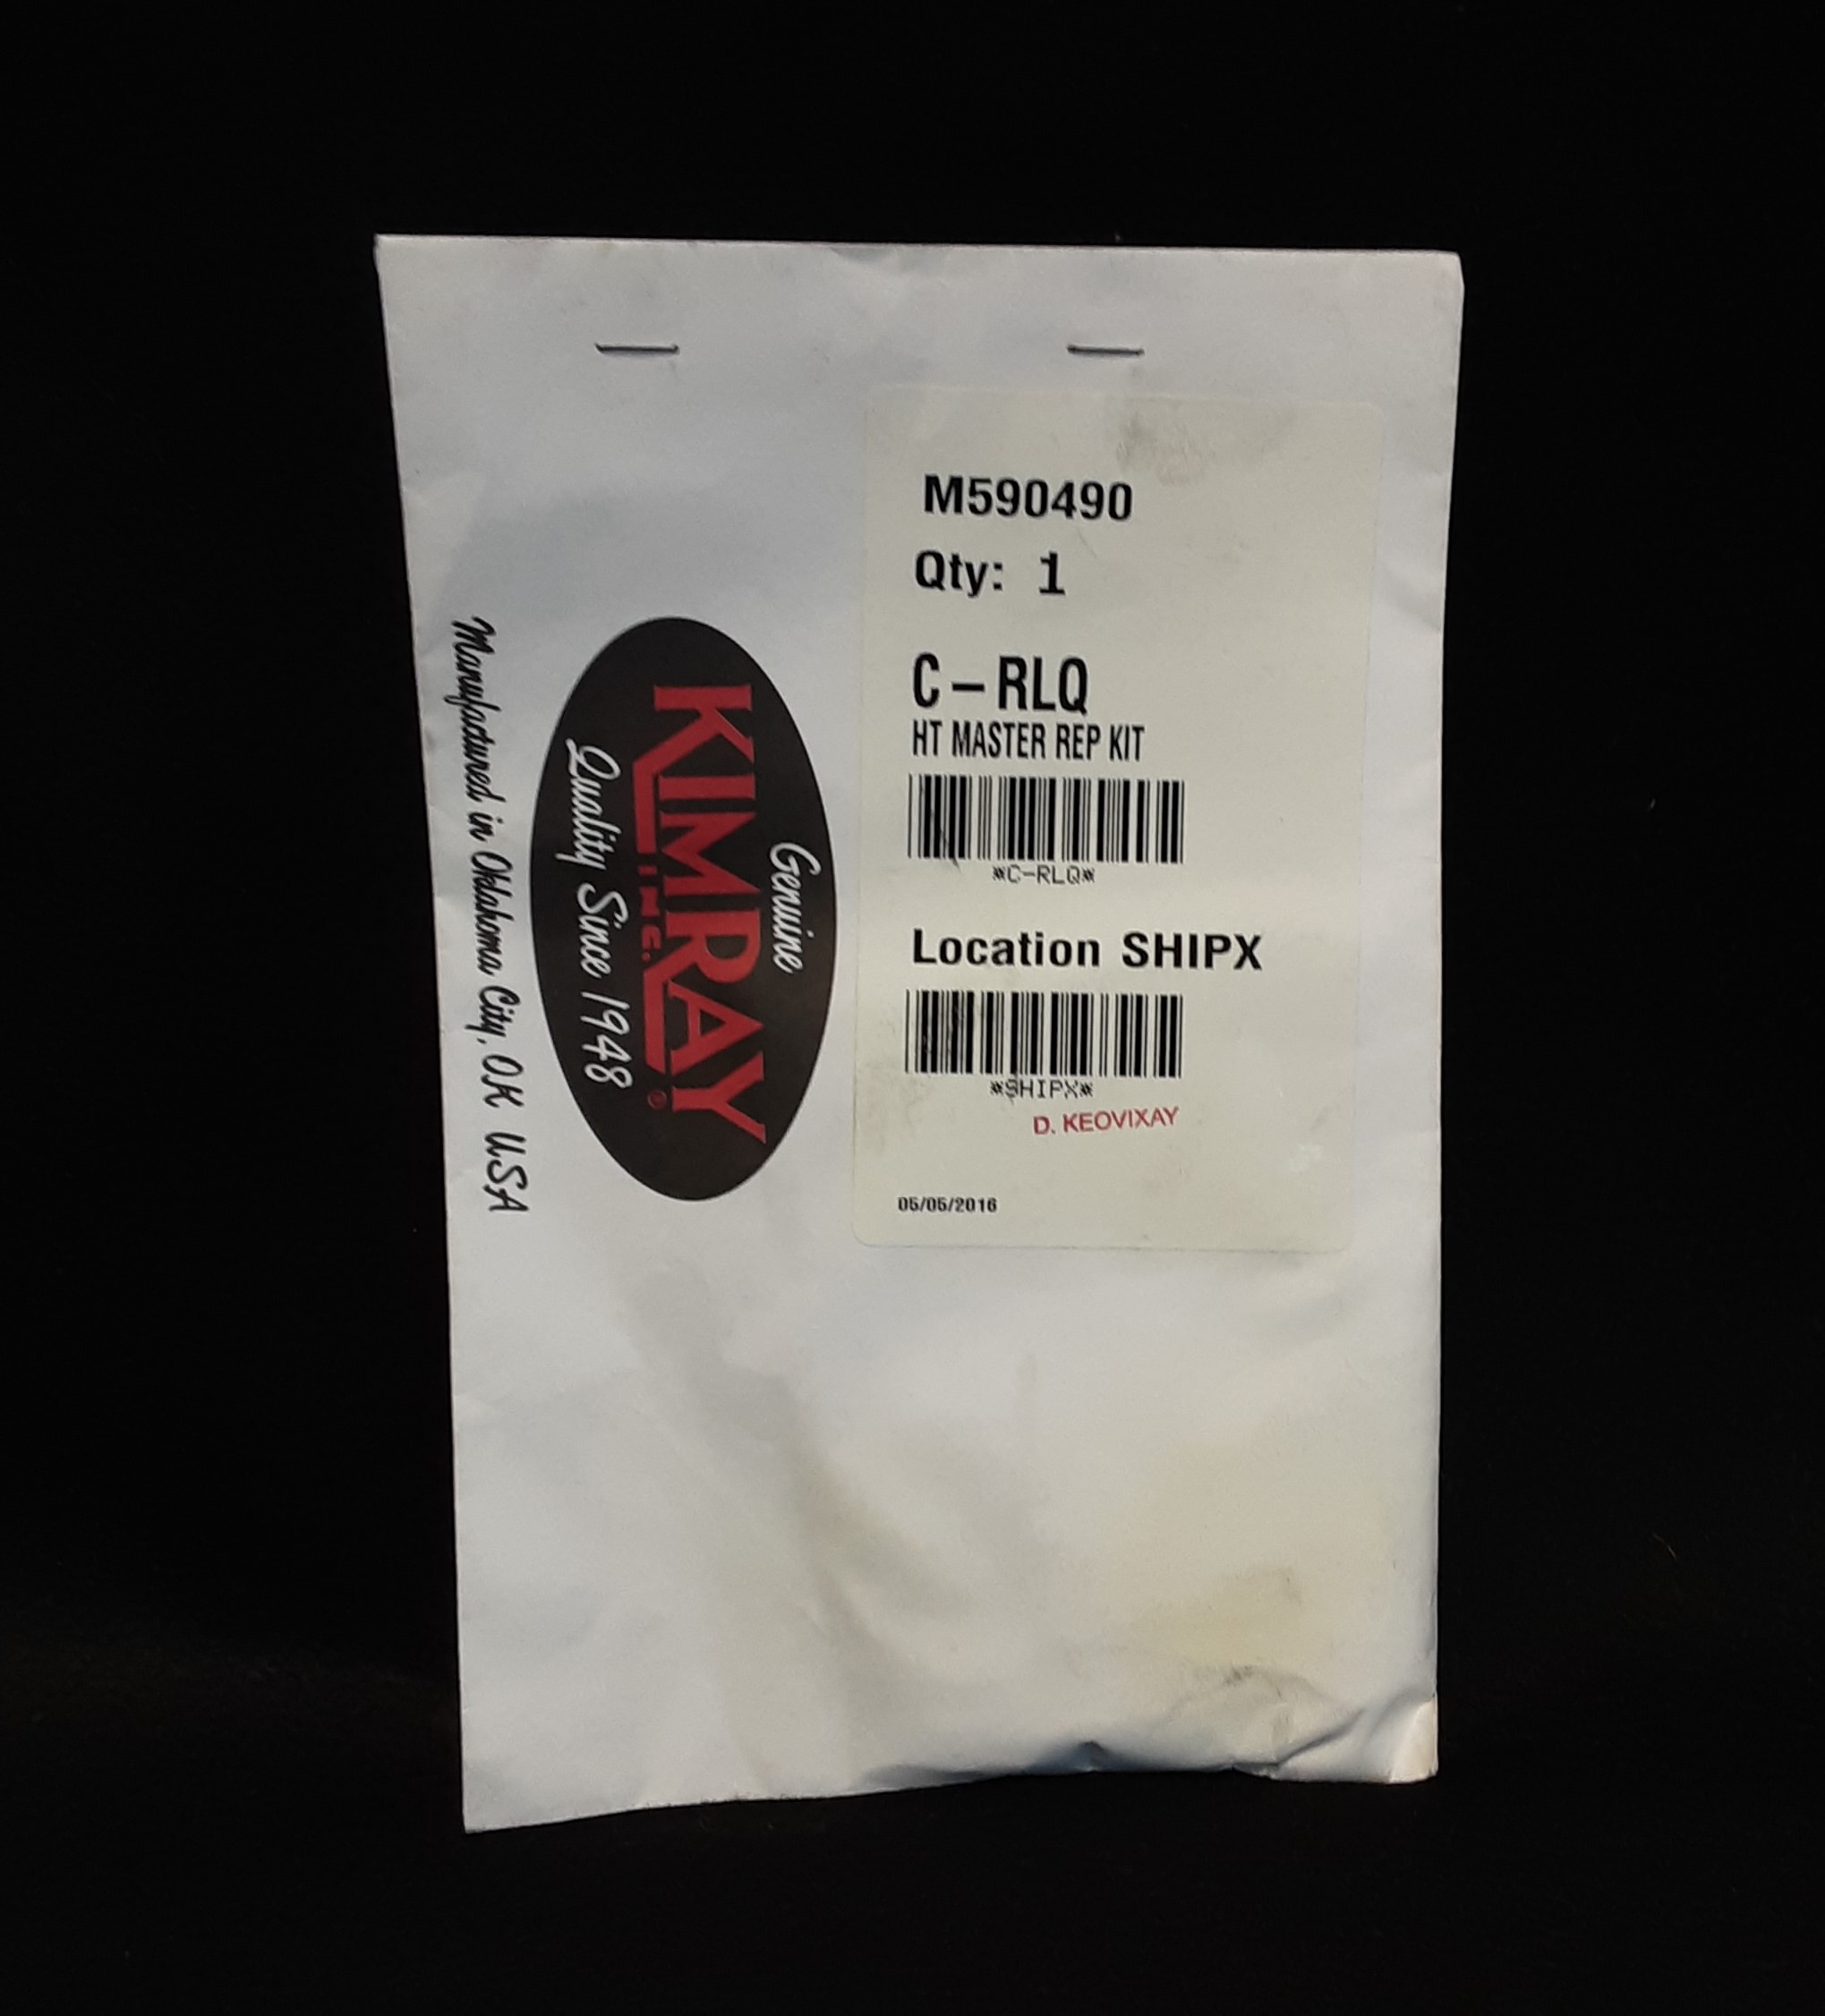 M590490
Qty: 1
C-RLQ
HT MASTER REP KIT
*C-RLQ*
Location SHIPX
*SHIPX*
D. KEOVIXAY
05/05/2016
Genuine
KIMRAY
INC.®
Quality Since 1948
Manufactured in Oklahoma City, OK USA